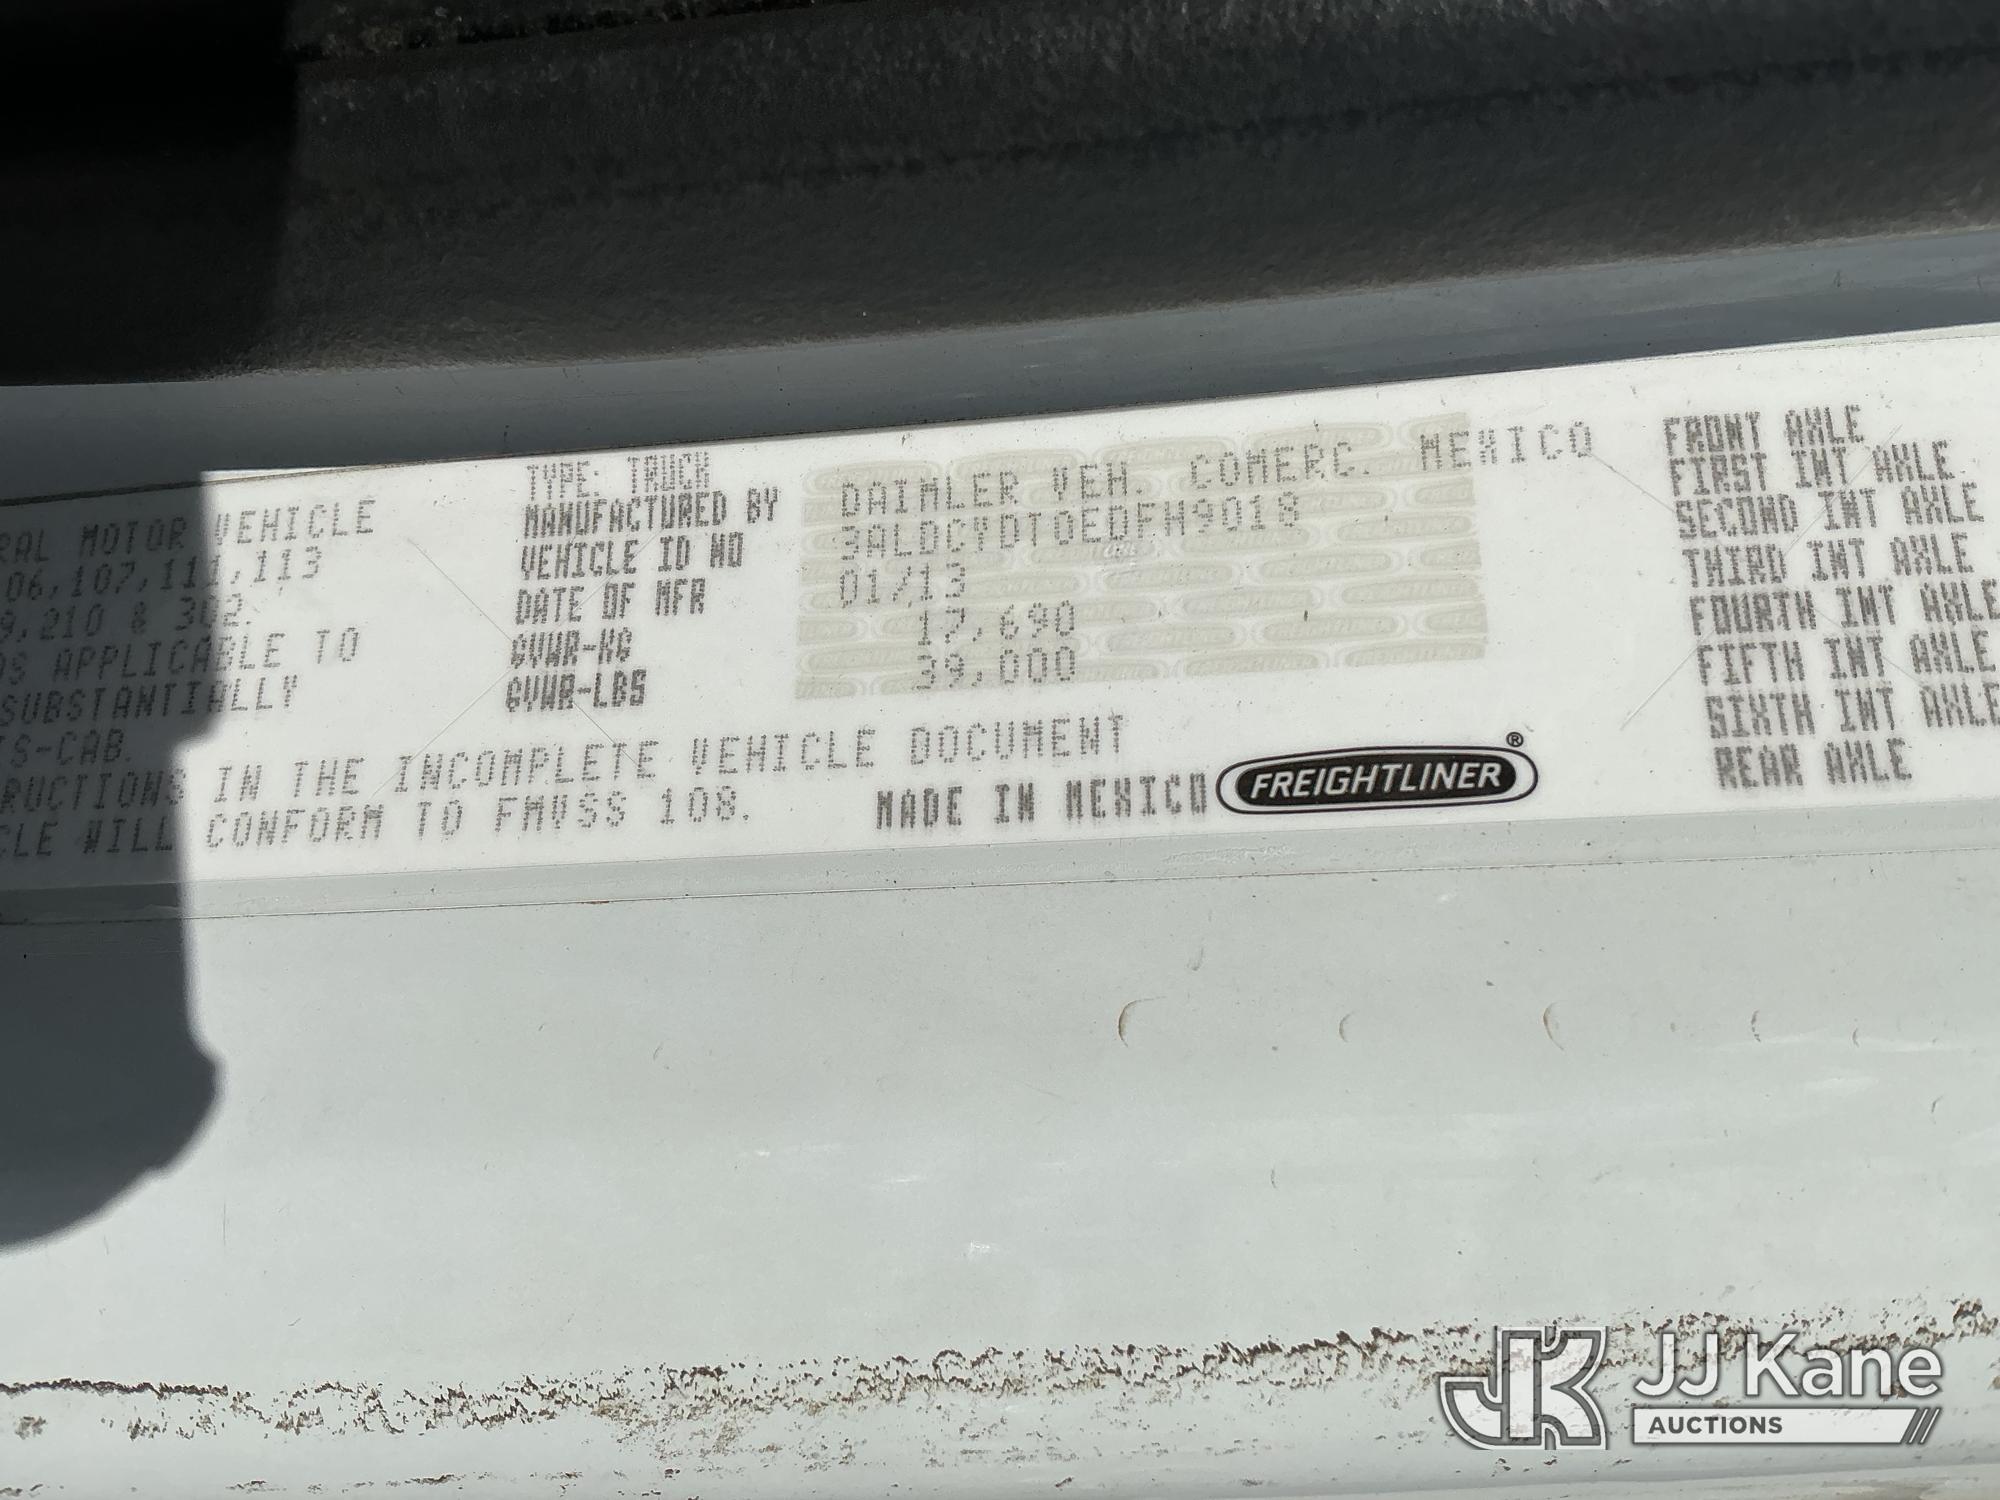 RAL MOTOR VEHICLE
06,107,111,113
9,210 & 302.
OS APPLICABLE TO
SUBSTANTIALLY
IS-CAB.
RUCTIONS IN THE INCOMPLETE VEHICLE DOCUMENT
CLE WILL CONFORM TO FMVSS 108.
TYPE: TRUCK
MANUFACTURED BY DAIMLER VEH. COMERC. MEXICO
VEHICLE ID NO 3ALDCYDT0EDFH9018
DATE OF MFR 01/13
GVWR-KG 17,690
GVWR-LBS 39,000
MADE IN MEXICO FREIGHTLINER®
FRONT AXLE
FIRST INT AXLE
SECOND INT AXLE
THIRD INT AXLE
FOURTH INT AXLE
FIFTH INT AXLE
SIXTH INT AXLE
REAR AXLE
JK JJ Kane
AUCTIONS